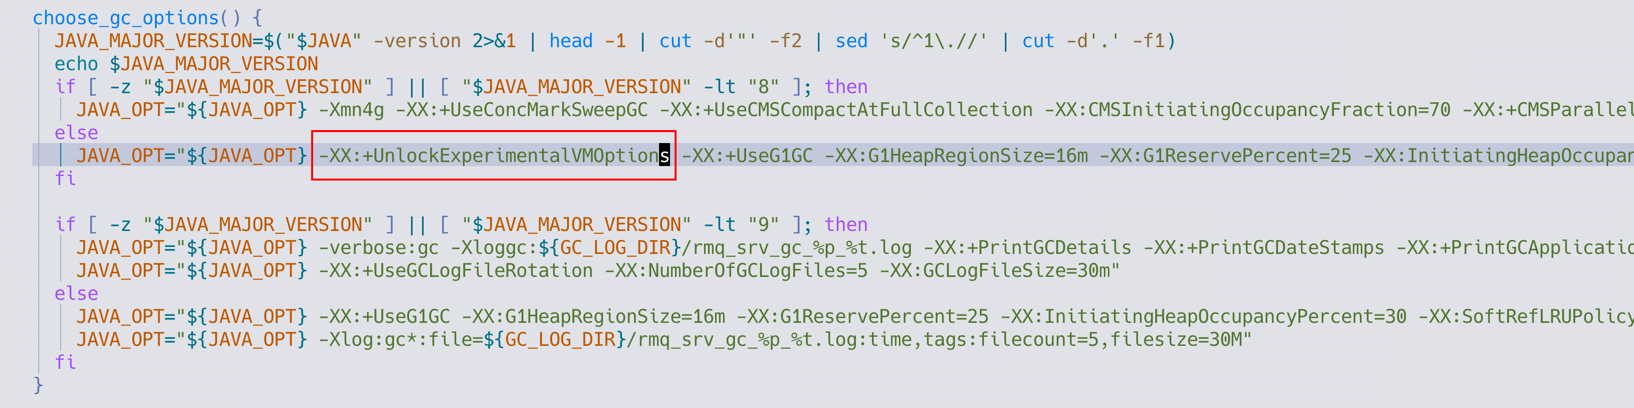 choose_gc_options() {
JAVA_MAJOR_VERSION=$("$JAVA" -version 2>&1 | head -1 | cut -d'"' -f2 | sed 's/^1\.//' | cut -d'.' -f1)
echo $JAVA_MAJOR_VERSION
if [ -z "$JAVA_MAJOR_VERSION" ] || [ "$JAVA_MAJOR_VERSION" -lt "8" ]; then
JAVA_OPT="${JAVA_OPT} -Xmn4g -XX:+UseConcMarkSweepGC -XX:+UseCMSCompactAtFullCollection -XX:CMSInitiatingOccupancyFraction=70 -XX:+CMSParallel
else
JAVA_OPT="${JAVA_OPT} -XX:+UnlockExperimentalVMOptions -XX:+UseG1GC -XX:G1HeapRegionSize=16m -XX:G1ReservePercent=25 -XX:InitiatingHeapOccupan
fi
if [ -z "$JAVA_MAJOR_VERSION" ] || [ "$JAVA_MAJOR_VERSION" -lt "9" ]; then
JAVA_OPT="${JAVA_OPT} -verbose:gc -Xloggc:${GC_LOG_DIR}/rmq_srv_gc_%p_%t.log -XX:+PrintGCDetails -XX:+PrintGCDateStamps -XX:+PrintGCApplicatio
JAVA_OPT="${JAVA_OPT} -XX:+UseGCLogFileRotation -XX:NumberOfGCLogFiles=5 -XX:GCLogFileSize=30m"
else
JAVA_OPT="${JAVA_OPT} -XX:+UseG1GC -XX:G1HeapRegionSize=16m -XX:G1ReservePercent=25 -XX:InitiatingHeapOccupancyPercent=30 -XX:SoftRefLRUPolicy
JAVA_OPT="${JAVA_OPT} -Xlog:gc*:file=${GC_LOG_DIR}/rmq_srv_gc_%p_%t.log:time,tags:filecount=5,filesize=30M"
fi
}